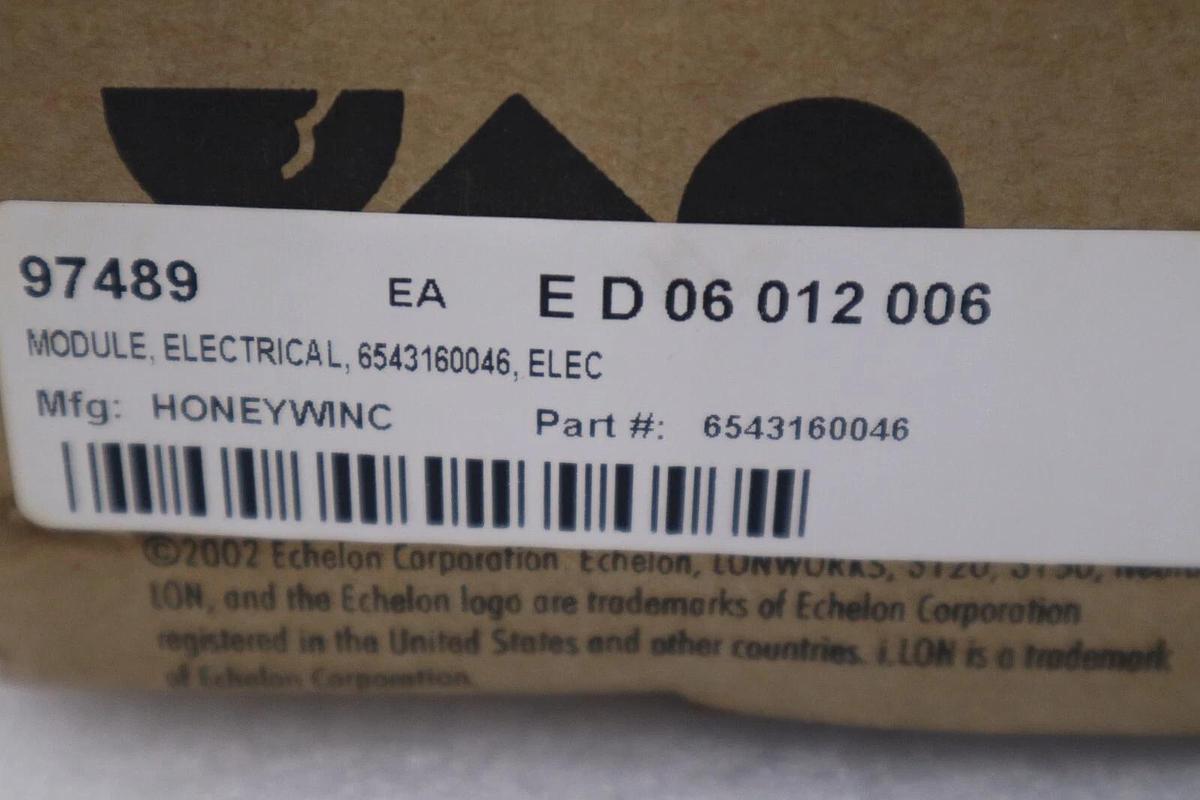 97489 EA E D 06 012 006
MODULE, ELECTRICAL, 6543160046, ELEC
Mfg: HONEYWINC Part #: 6543160046
©2002 Echelon Corporation. Echelon, LONWORKS, 3120, 3150,
LON, and the Echelon logo are trademarks of Echelon Corporation
registered in the United States and other countries. i.LON is a trademark
of Echelon Corporation.